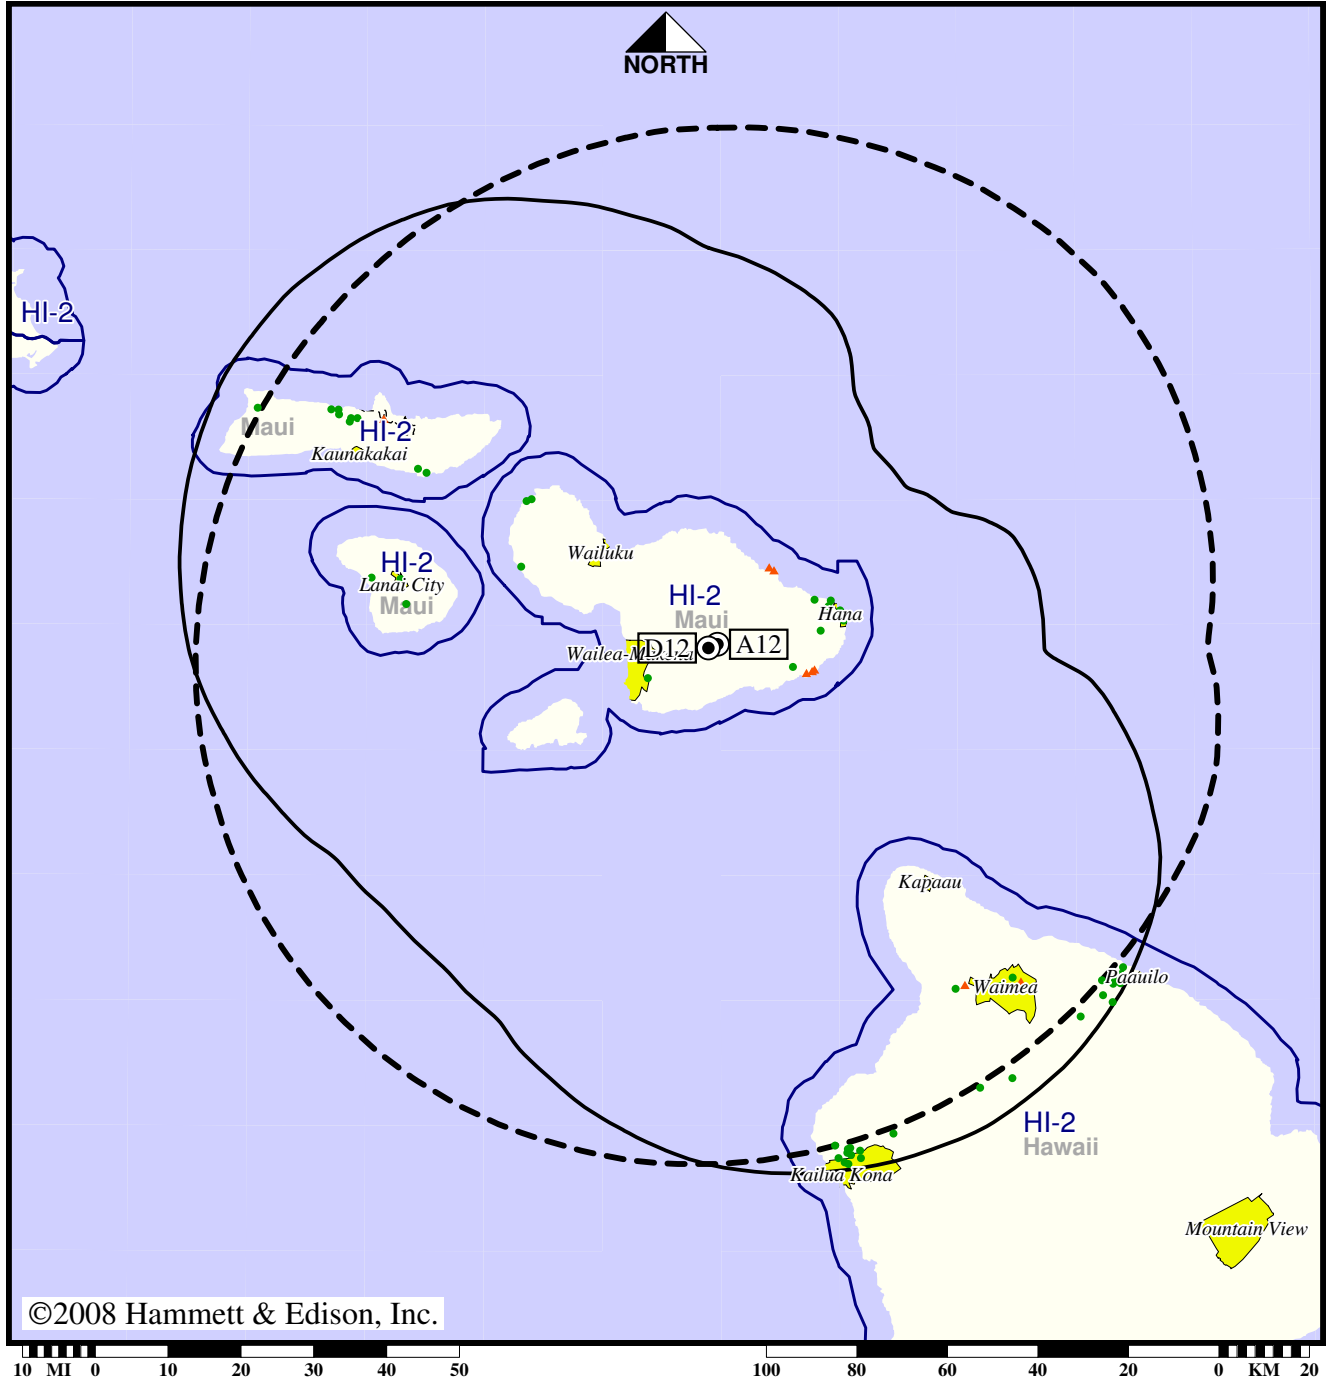 NORTH
HI-2
Maui
HI-2
Kaunakakai
HI-2
Lanai City
Maui
Wailuku
HI-2
Maui
Hana
Wailea-M
D12
A12
Kapaau
Waimea
Paauilo
HI-2
Hawaii
Kailua Kona
Mountain View
©2008 Hammett & Edison, Inc.
10 MI 0 10 20 30 40 50
100 80 60 40 20 0 KM 20